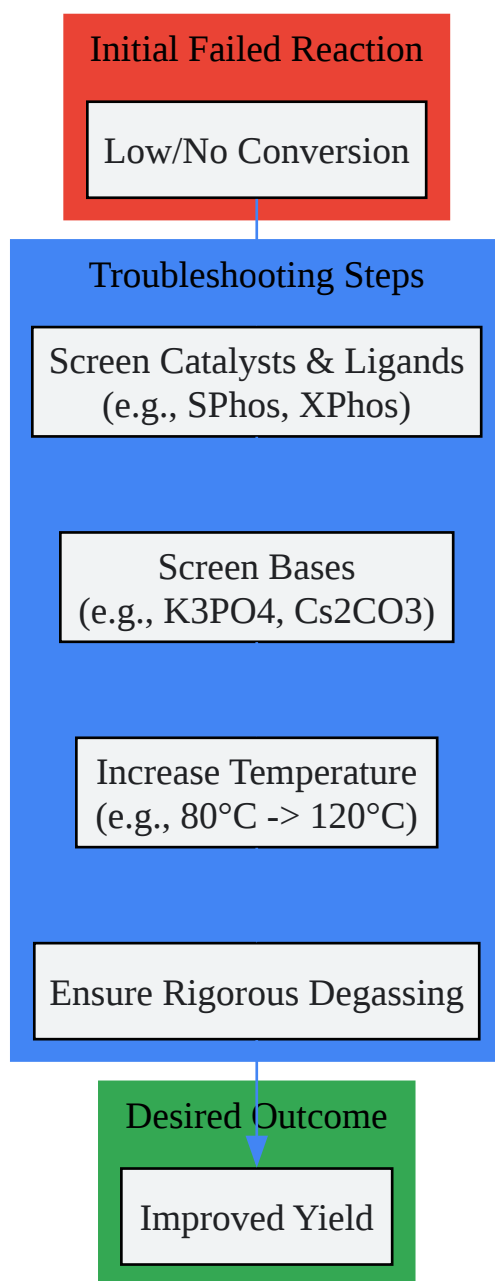 Initial Failed Reaction
Low/No Conversion
Troubleshooting Steps
Screen Catalysts & Ligands
(e.g., SPhos, XPhos)
Screen Bases
(e.g., K3PO4, Cs2CO3)
Increase Temperature
(e.g., 80°C -> 120°C)
Ensure Rigorous Degassing
Desired Outcome
Improved Yield